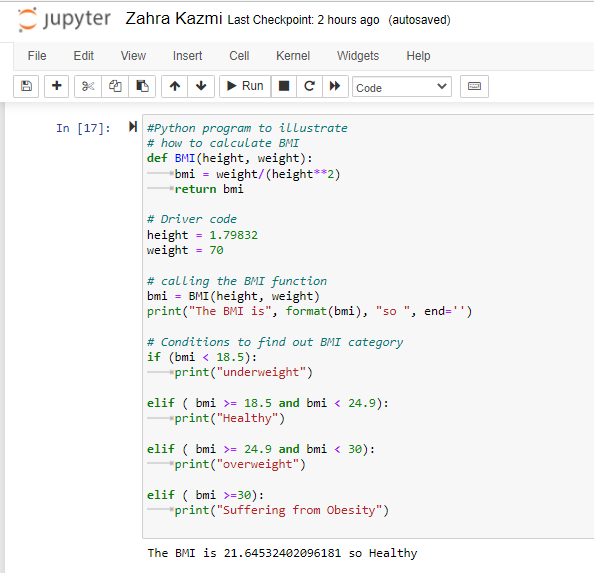 jupyter Zahra Kazmi Last Checkpoint: 2 hours ago (autosaved)
File Edit View Insert Cell Kernel Widgets Help
Run Code
In [17]: #Python program to illustrate
# how to calculate BMI
def BMI(height, weight):
    bmi = weight/(height**2)
    return bmi

# Driver code
height = 1.79832
weight = 70

# calling the BMI function
bmi = BMI(height, weight)
print("The BMI is", format(bmi), "so ", end='')

# Conditions to find out BMI category
if (bmi < 18.5):
    print("underweight")

elif ( bmi >= 18.5 and bmi < 24.9):
    print("Healthy")

elif ( bmi >= 24.9 and bmi < 30):
    print("overweight")

elif ( bmi >=30):
    print("Suffering from Obesity")

The BMI is 21.64532402096181 so Healthy